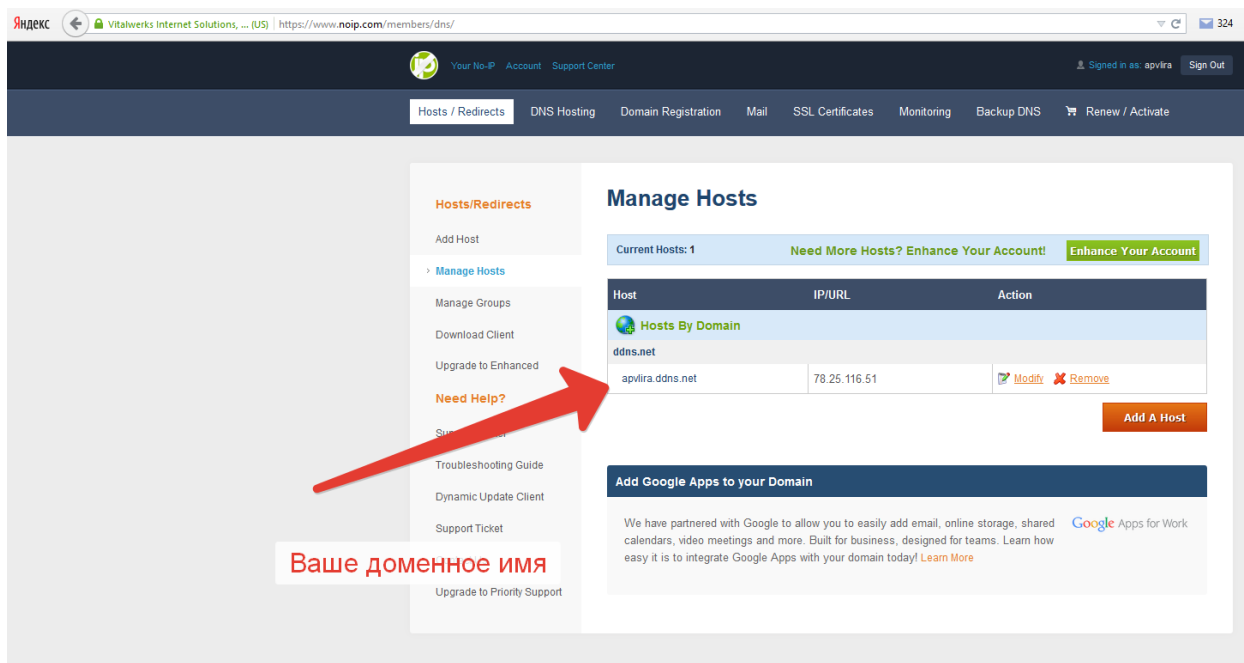 Яндекс Vitalwerks Internet Solutions, ... (US) https://www.noip.com/members/dns/ 324
Your No-IP Account Support Center Signed in as: apvlira Sign Out
Hosts / Redirects DNS Hosting Domain Registration Mail SSL Certificates Monitoring Backup DNS Renew / Activate
Hosts/Redirects
Add Host
Manage Hosts
Manage Groups
Download Client
Upgrade to Enhanced
Need Help?
Troubleshooting Guide
Dynamic Update Client
Support Ticket
Upgrade to Priority Support
Manage Hosts
Current Hosts: 1 Need More Hosts? Enhance Your Account! Enhance Your Account
Host IP/URL Action
Hosts By Domain
ddns.net
apvlira.ddns.net 78.25.116.51 Modify Remove
Add A Host
Add Google Apps to your Domain
We have partnered with Google to allow you to easily add email, online storage, shared
calendars, video meetings and more. Built for business, designed for teams. Learn how
easy it is to integrate Google Apps with your domain today! Learn More
Google Apps for Work
Ваше доменное имя